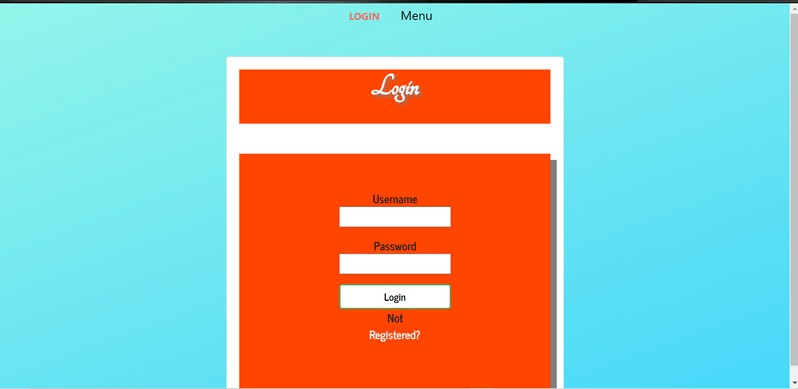 LOGIN Menu
Login
Username
Password
Login
Not
Registered?